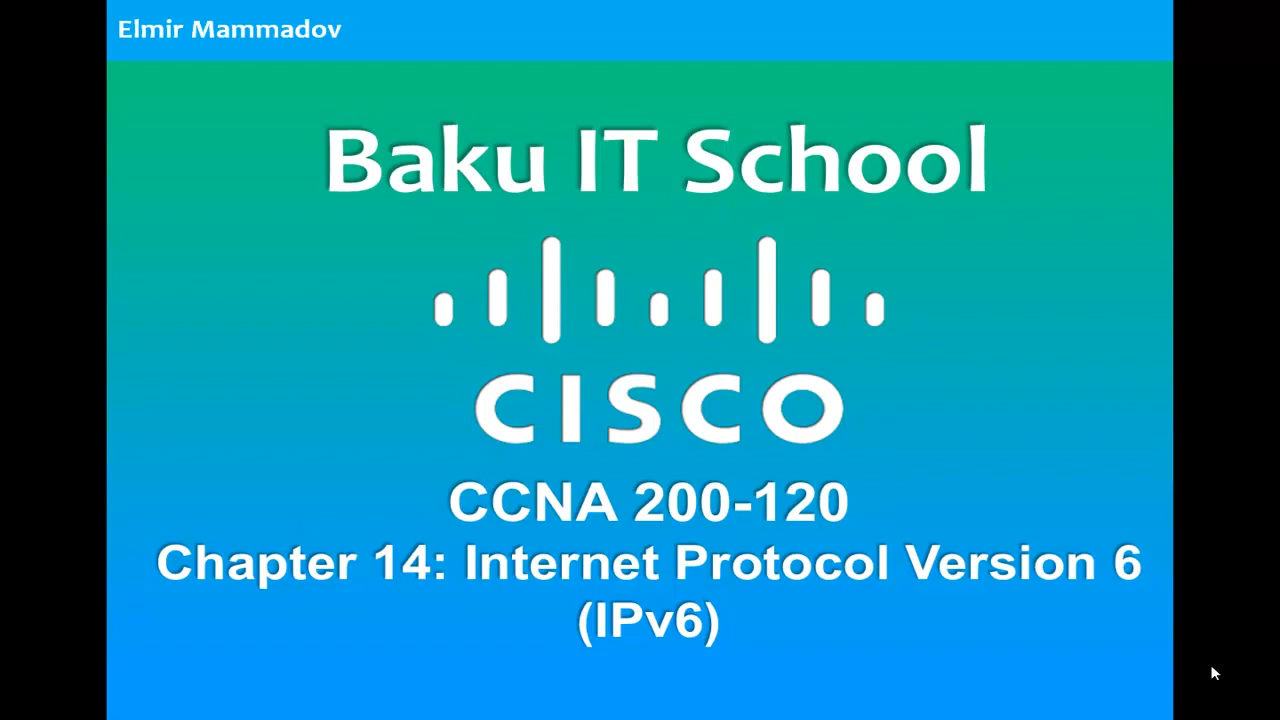 Elmir Mammadov
Baku IT School
CISCO
CCNA 200-120
Chapter 14: Internet Protocol Version 6
(IPv6)